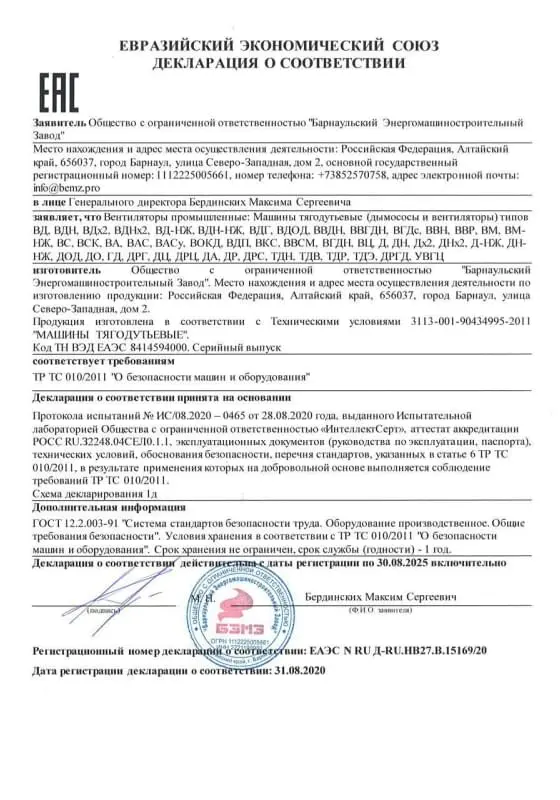 ЕВРАЗИЙСКИЙ ЭКОНОМИЧЕСКИЙ СОЮЗ
ДЕКЛАРАЦИЯ О СООТВЕТСТВИИ
ЕАС
Заявитель Общество с ограниченной ответственностью "Барнаульский Энергомашиностроительный
Завод"
Место нахождения и адрес места осуществления деятельности: Российская Федерация, Алтайский
край, 656037, город Барнаул, улица Северо-Западная, дом 2, основной государственный
регистрационный номер: 1112225005661, номер телефона: +73852570758, адрес электронной почты:
info@bemz.pro
в лице Генерального директора Бердинских Максима Сергеевича
заявляет, что Вентиляторы промышленные: Машины тягодутьевые (дымососы и вентиляторы) типов
ВД, ВДН, ВДх2, ВДНх2, ВД-НЖ, ВДН-НЖ, ВДГ, ВДОД, ВВДН, ВВГДН, ВГДс, ВВН, ВВР, ВМ, ВМ-
НЖ, ВС, ВСК, ВА, ВАС, ВАСу, ВОКД, ВДП, ВКС, ВВСМ, ВГДН, ВЦ, Д, ДН, Дх2, ДНх2, Д-НЖ, ДН-
НЖ, ДОД, ДО, ГД, ДРГ, ДЦ, ДРЦ, ДА, ДР, ДРС, ТДН, ТДВ, ТДР, ТДЭ, ДРГД, УВГЦ
изготовитель Общество с ограниченной ответственностью "Барнаульский
Энергомашиностроительный Завод". Место нахождения и адрес места осуществления деятельности по
изготовлению продукции: Российская Федерация, Алтайский край, 656037, город Барнаул, улица
Северо-Западная, дом 2.
Продукция изготовлена в соответствии с Техническими условиями 3113-001-90434995-2011
"МАШИНЫ ТЯГОДУТЬЕВЫЕ".
Код ТН ВЭД ЕАЭС 8414594000. Серийный выпуск
соответствует требованиям
ТР ТС 010/2011 "О безопасности машин и оборудования"
Декларация о соответствии принята на основании
Протокола испытаний № ИС/08.2020 – 0465 от 28.08.2020 года, выданного Испытательной
лабораторией Общества с ограниченной ответственностью «ИнтеллектСерт», аттестат аккредитации
РОСС RU.32248.04СЕЛ0.1.1, эксплуатационных документов (руководства по эксплуатации, паспорта),
технических условий, обоснования безопасности, перечня стандартов, указанных в статье 6 ТР ТС
010/2011, в результате применения которых на добровольной основе выполняется соблюдение
требований ТР ТС 010/2011.
Схема декларирования 1д
Дополнительная информация
ГОСТ 12.2.003-91 "Система стандартов безопасности труда. Оборудование производственное. Общие
требования безопасности". Условия хранения в соответствии с ТР ТС 010/2011 "О безопасности
машин и оборудования". Срок хранения не ограничен, срок службы (годности) - 1 год.
Декларация о соответствии действительна с даты регистрации по 30.08.2025 включительно
М.П.
Бердинских Максим Сергеевич
(подпись)
(Ф.И.О. заявителя)
БЭМЗ
Регистрационный номер декларации о соответствии: ЕАЭС N RU Д-RU.НВ27.В.15169/20
Дата регистрации декларации о соответствии: 31.08.2020